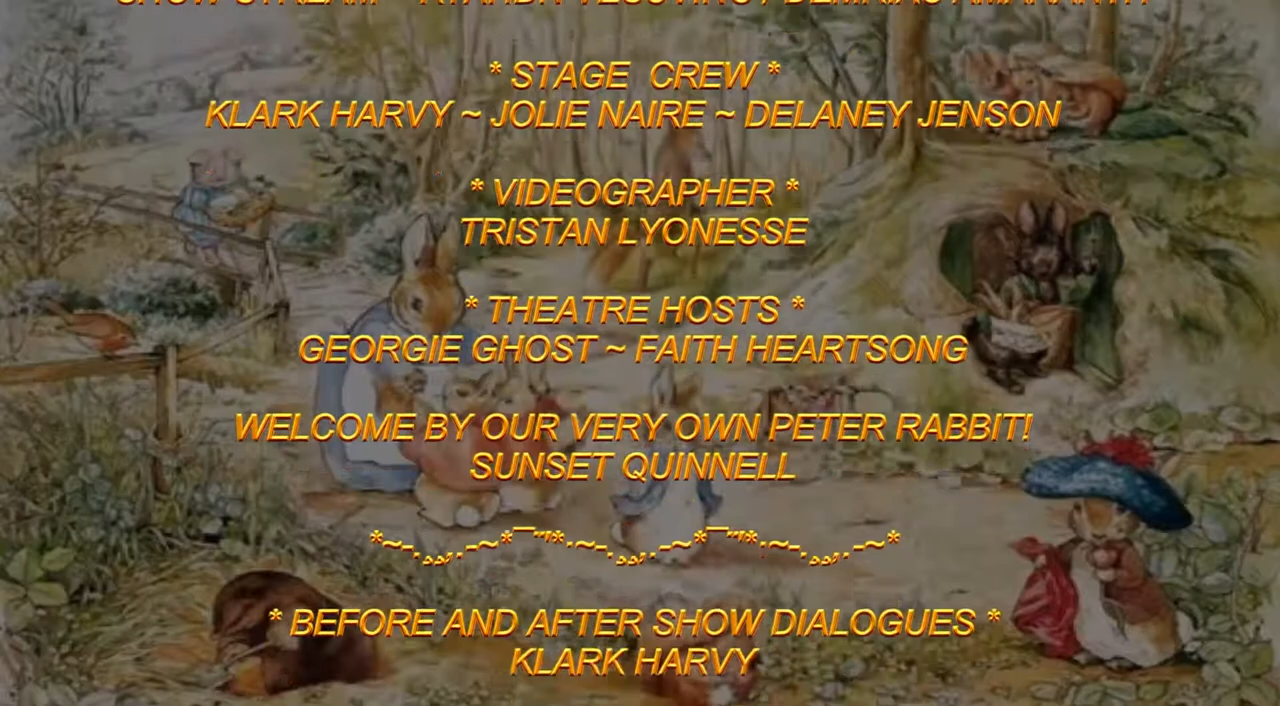 * STAGE CREW *
KLARK HARVY ~ JOLIE NAIRE ~ DELANEY JENSON
* VIDEOGRAPHER *
TRISTAN LYONESSE
* THEATRE HOSTS *
GEORGIE GHOST ~ FAITH HEARTSONG
WELCOME BY OUR VERY OWN PETER RABBIT!
SUNSET QUINNELL
* BEFORE AND AFTER SHOW DIALOGUES *
KLARK HARVY